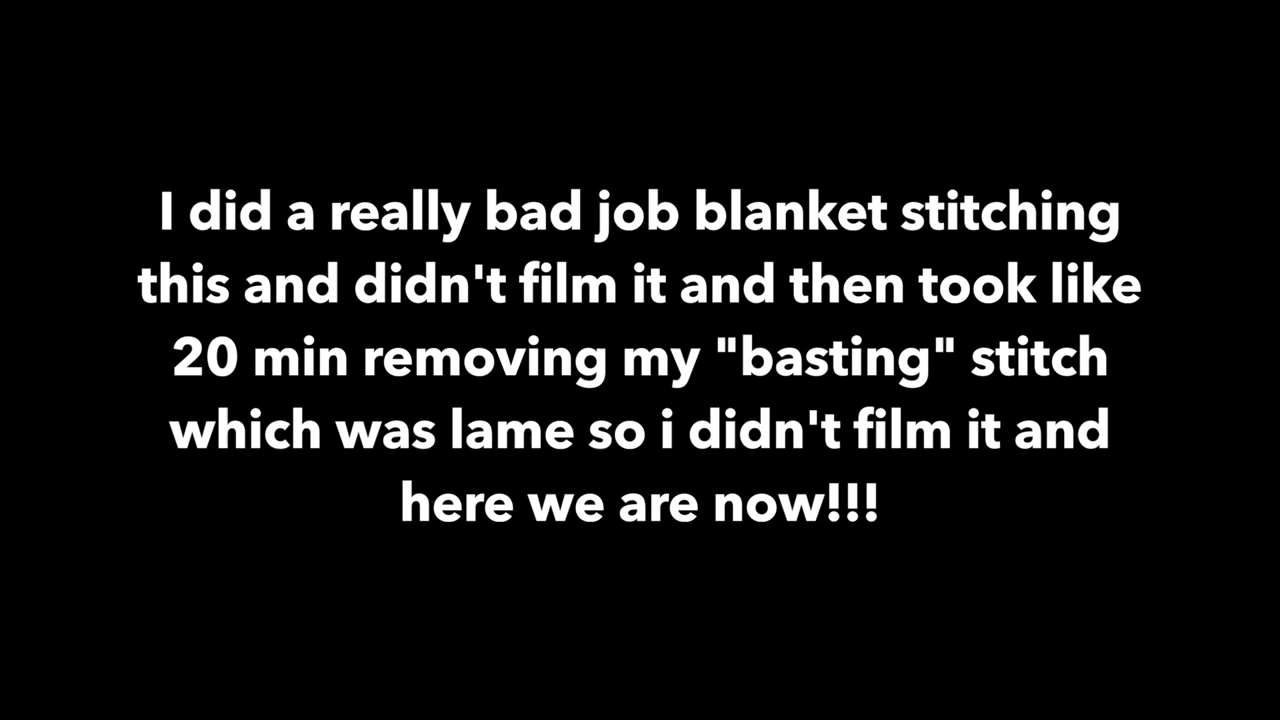 I did a really bad job blanket stitching
this and didn't film it and then took like
20 min removing my "basting" stitch
which was lame so i didn't film it and
here we are now!!!